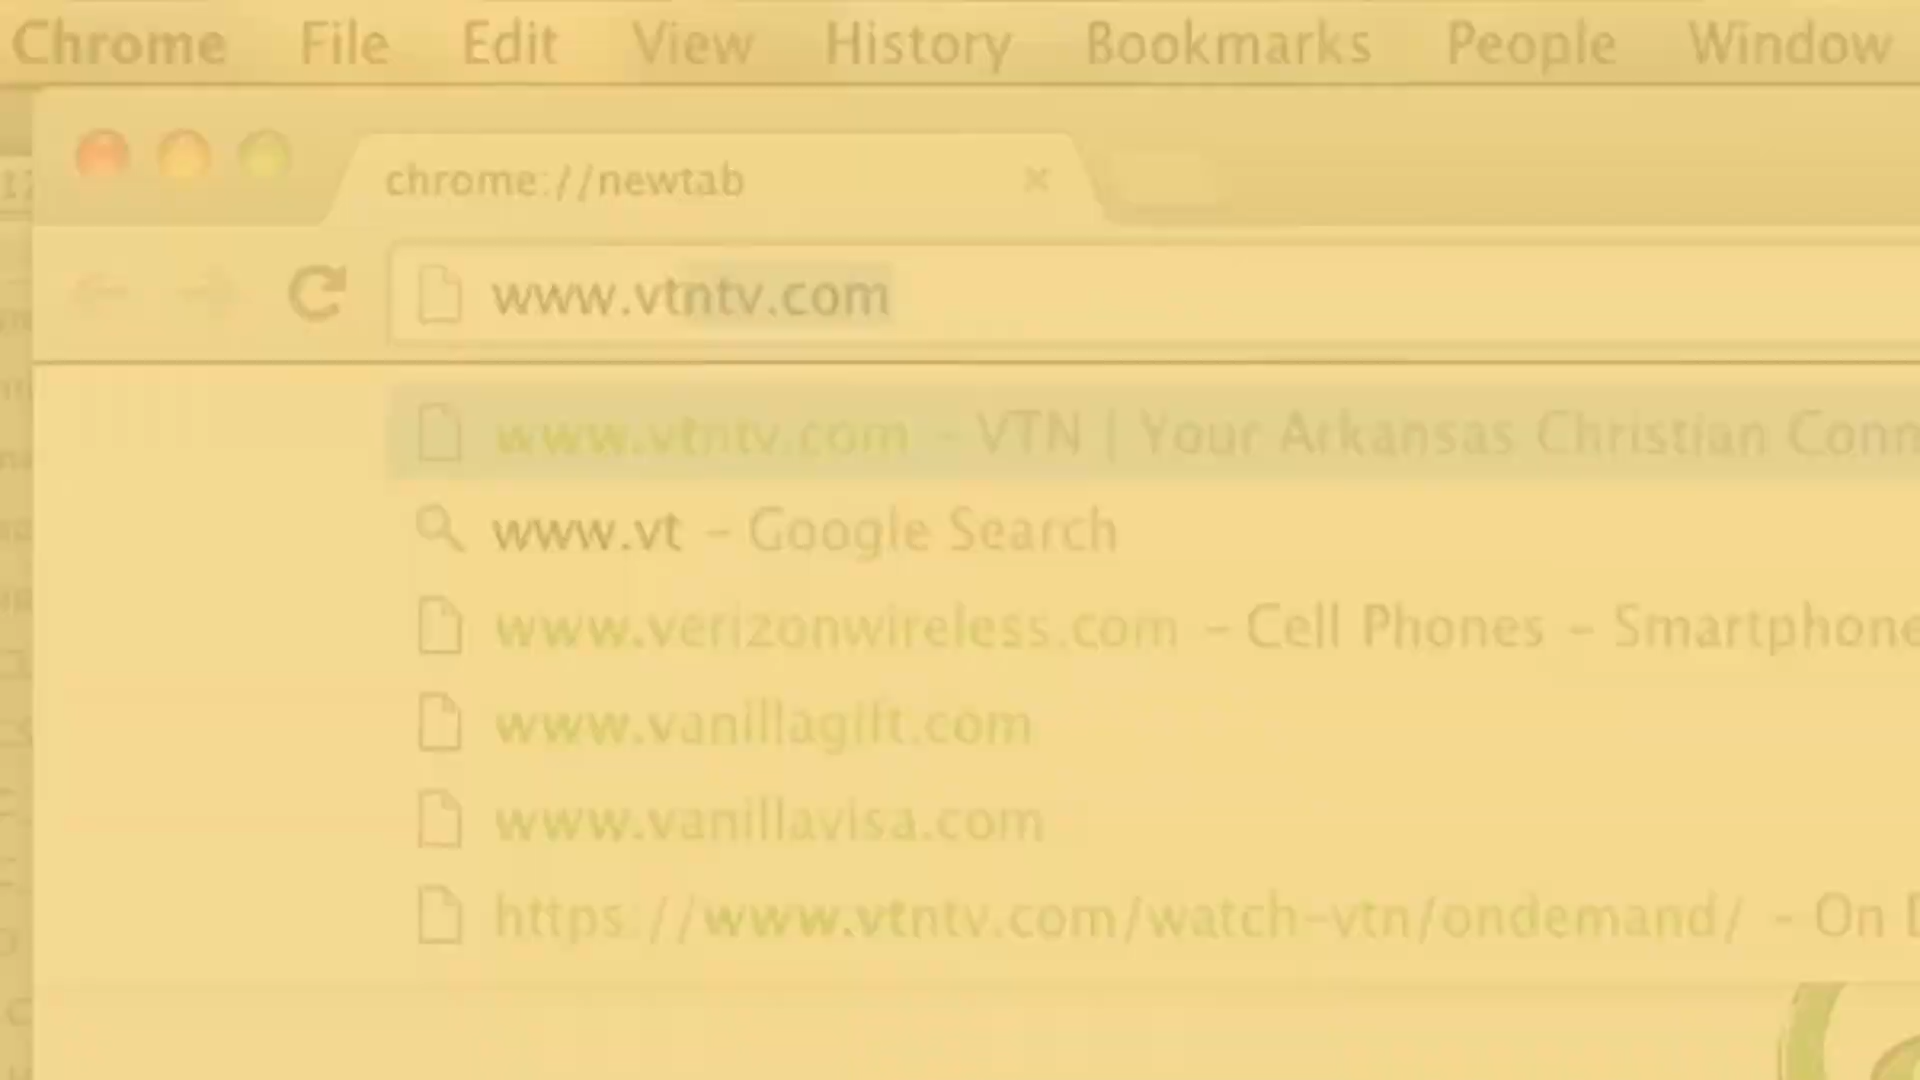 Chrome File Edit View History Bookmarks People Window
chrome://newtab
www.vtntv.com
www.vtntv.com - VTN | Your Arkansas Christian
www.vt - Google Search
www.verizonwireless.com - Cell Phones - 
www.vanillagift.com
www.vanillavisa.com
https://www.vtntv.com/watch-vtn/ondemand/ - On